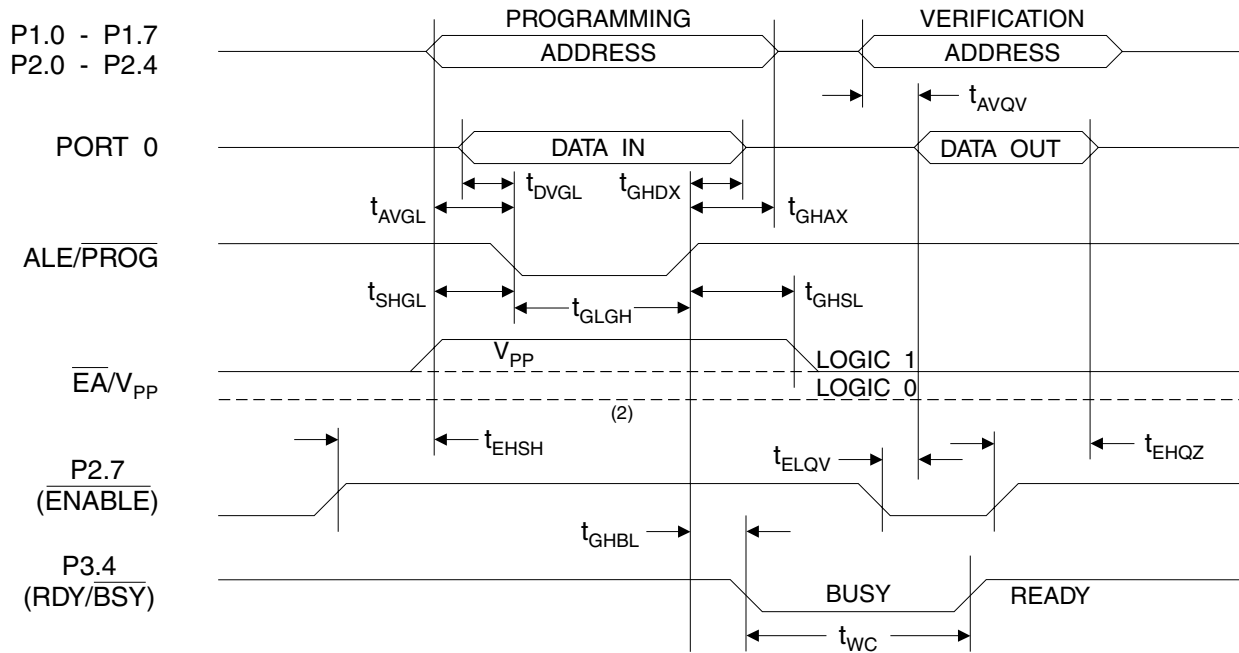 PROGRAMMING VERIFICATION
P1.0 - P1.7
P2.0 - P2.4
ADDRESS ADDRESS
tAVQV
PORT 0 DATA IN DATA OUT
tDVGL tGHDX
tAVGL tGHAX
ALE/PROG
tSHGL tGLGH tGHSL
EA/VPP VPP LOGIC 1
LOGIC 0
(2)
tEHSH tELQV tEHQZ
P2.7
(ENABLE)
tGHBL
P3.4
(RDY/BSY) BUSY READY
tWC